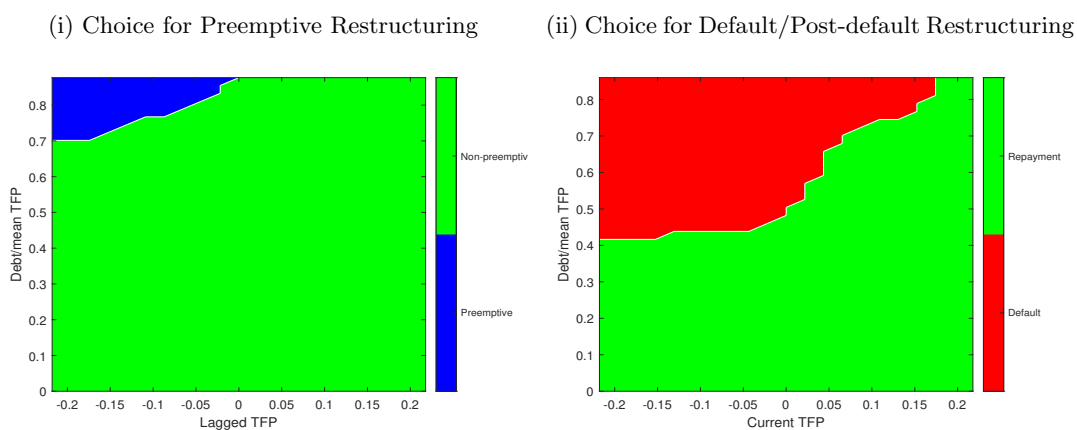 (i) Choice for Preemptive Restructuring
(ii) Choice for Default/Post-default Restructuring
Debt/mean TFP
0.8
0.7
0.6
0.5
0.4
0.3
0.2
0.1
0
-0.2 -0.15 -0.1 -0.05 0 0.05 0.1 0.15 0.2
Lagged TFP
Non-preemptiv
Preemptive
Debt/mean TFP
0.8
0.7
0.6
0.5
0.4
0.3
0.2
0.1
0
-0.2 -0.15 -0.1 -0.05 0 0.05 0.1 0.15 0.2
Current TFP
Repayment
Default